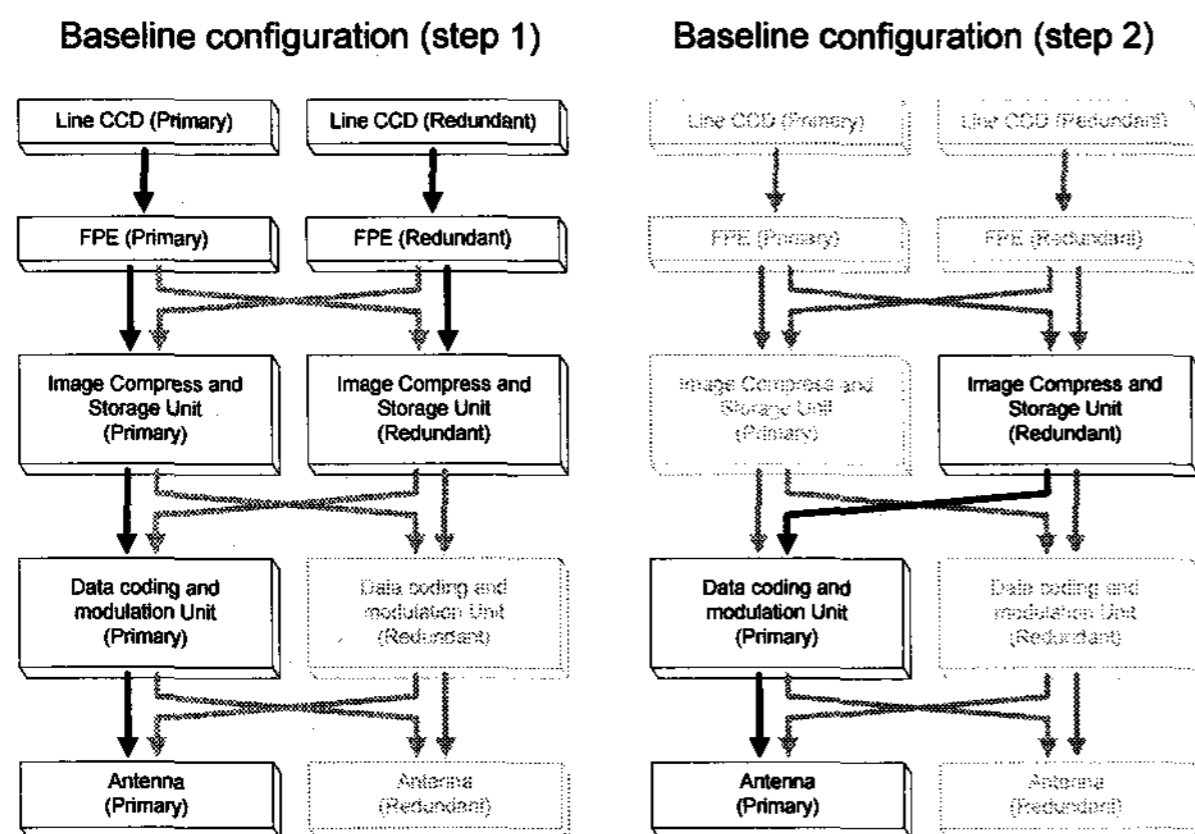 Baseline configuration (step 1)
Line CCD (Primary)
Line CCD (Redundant)
FPE (Primary)
FPE (Redundant)
Image Compress and
Storage Unit
(Primary)
Image Compress and
Storage Unit
(Redundant)
Data coding and
modulation Unit
(Primary)
Data coding and
modulation Unit
(Redundant)
Antenna
(Primary)
Antenna
(Redundant)
Baseline configuration (step 2)
Line CCD (Primary)
Line CCD (Redundant)
FPE (Primary)
FPE (Redundant)
Image Compress and
Storage Unit
(Primary)
Image Compress and
Storage Unit
(Redundant)
Data coding and
modulation Unit
(Primary)
Data coding and
modulation Unit
(Redundant)
Antenna
(Primary)
Antenna
(Redundant)